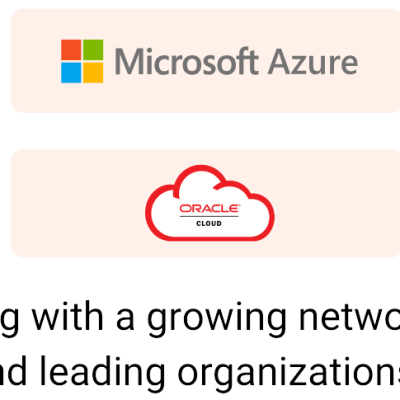 Microsoft Azure
ORACLE
CLOUD
g with a growing netwo
nd leading organizations